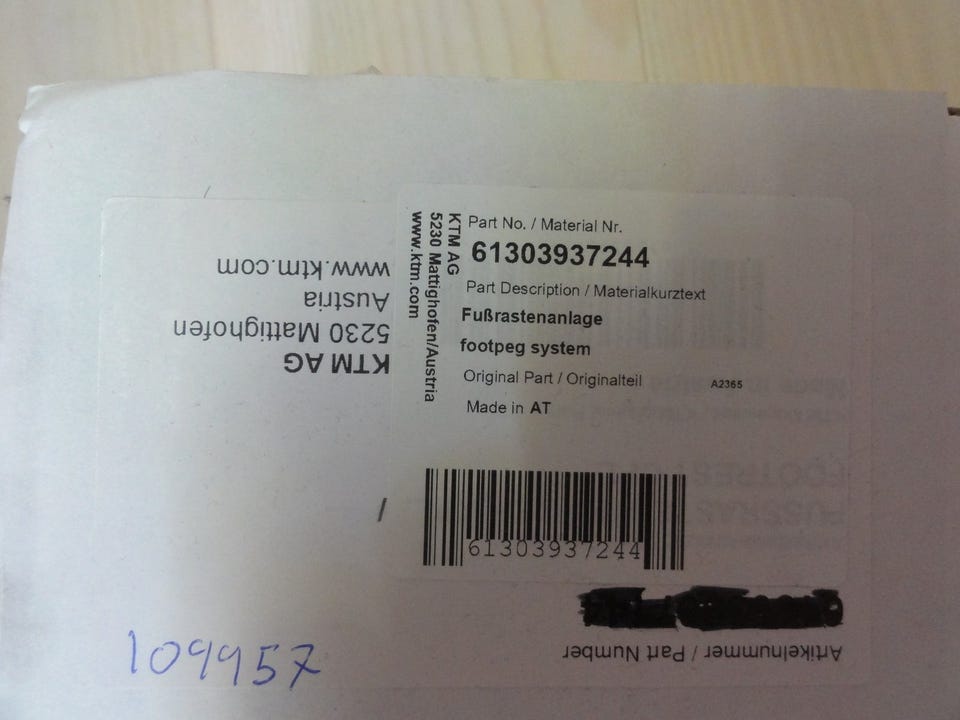 Part No. / Material Nr.
61303937244
Part Description / Materialkurztext
Fußrastenanlage
footpeg system
Original Part / Originalteil A2365
Made in AT
KTM AG
5230 Mattighofen/Austria
www.ktm.com
61303937244
KTM AG
5230 Mattighofen
Austria
www.ktm.com
/
Artikelnummer / Part Number
109957